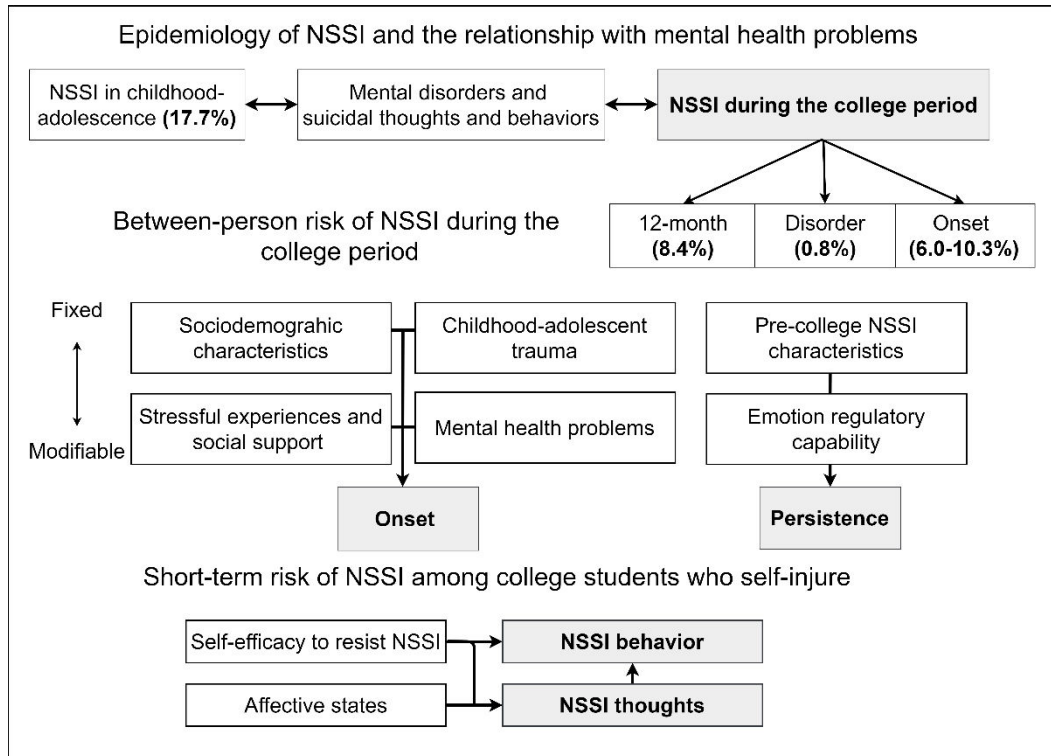 Epidemiology of NSSI and the relationship with mental health problems
NSSI in childhood-
adolescence (17.7%)
Mental disorders and
suicidal thoughts and behaviors
NSSI during the college period
12-month
(8.4%)
Disorder
(0.8%)
Onset
(6.0-10.3%)
Between-person risk of NSSI during the
college period
Fixed
Modifiable
Sociodemograhic
characteristics
Childhood-adolescent
trauma
Pre-college NSSI
characteristics
Stressful experiences and
social support
Mental health problems
Emotion regulatory
capability
Onset
Persistence
Short-term risk of NSSI among college students who self-injure
Self-efficacy to resist NSSI
NSSI behavior
Affective states
NSSI thoughts